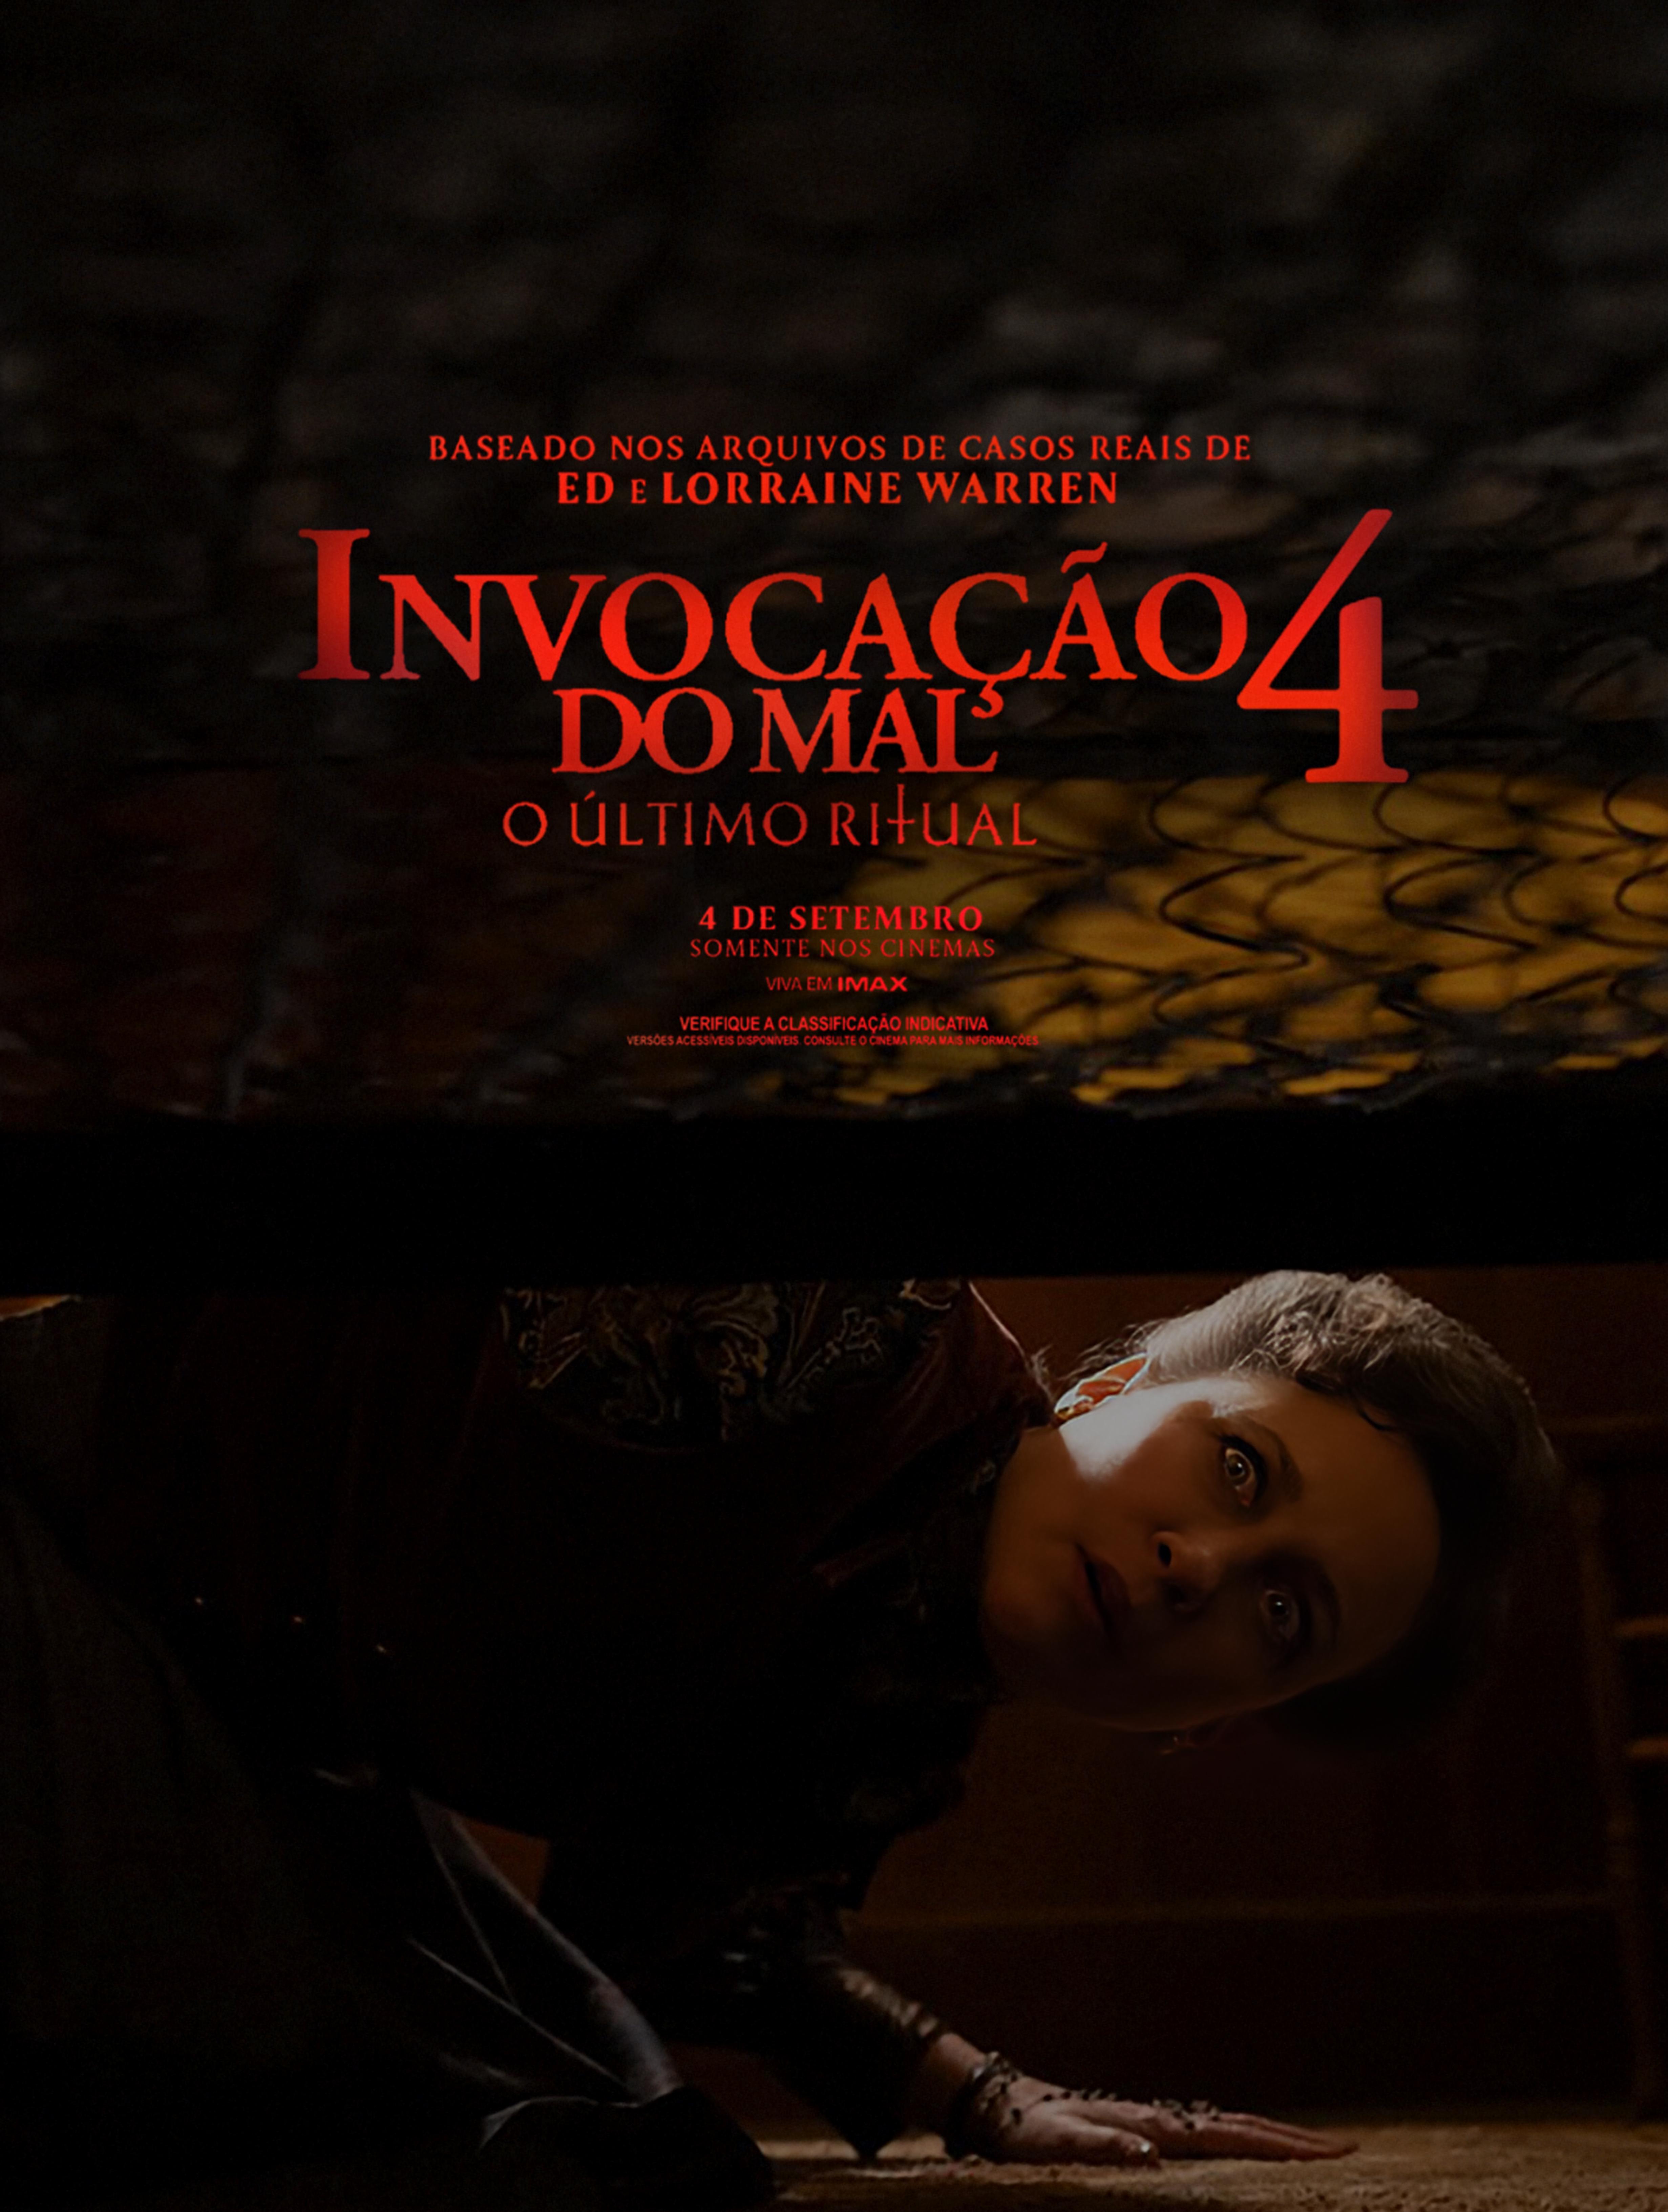 BASEADO NOS ARQUIVOS DE CASOS REAIS DE
ED E LORRAINE WARREN
INVOCAÇÃO 4
DO MAL
O ÚLTIMO RITUAL
4 DE SETEMBRO
SOMENTE NOS CINEMAS
VIVA EM IMAX
VERIFIQUE A CLASSIFICAÇÃO INDICATIVA
VERSÕES ACESSÍVEIS DISPONÍVEIS. CONSULTE O CINEMA PARA MAIS INFORMAÇÕES